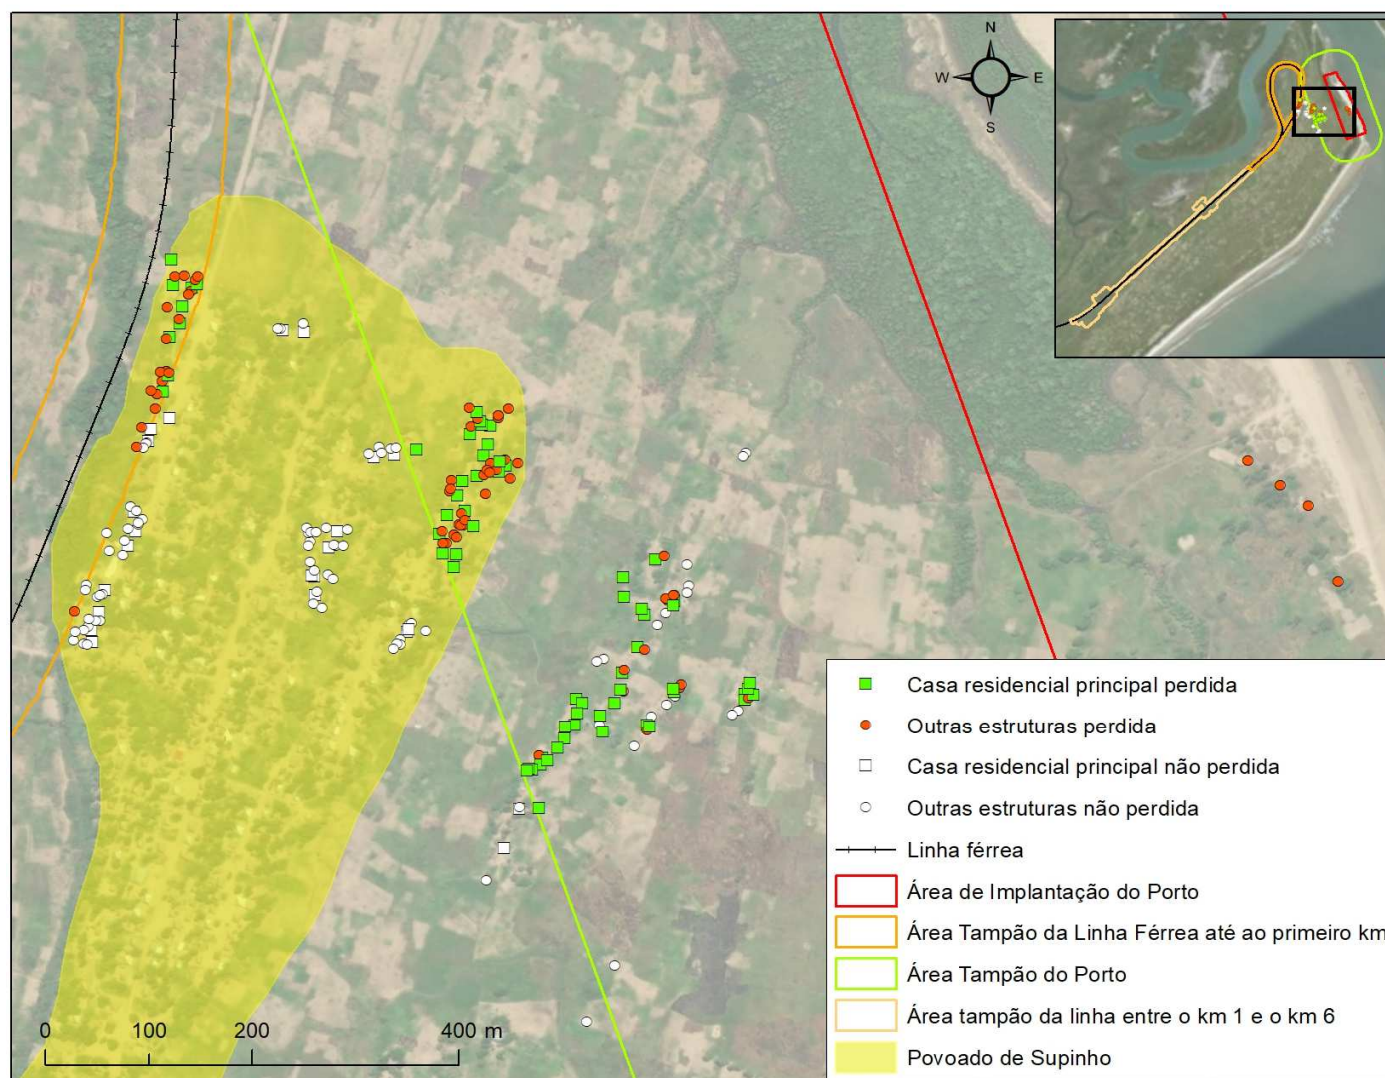 N
W
E
S
Casa residencial principal perdida
Outras estruturas perdida
Casa residencial principal não perdida
Outras estruturas não perdida
Linha férrea
Área de Implantação do Porto
Área Tampão da Linha Férrea até ao primeiro km
Área Tampão do Porto
Área tampão da linha entre o km 1 e o km 6
Povoado de Supinho
0 100 200 400 m